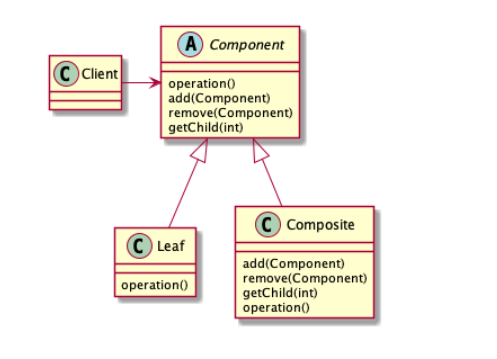 A Component
C Client
operation()
add(Component)
remove(Component)
getChild(int)
C Leaf
operation()
C Composite
add(Component)
remove(Component)
getChild(int)
operation()